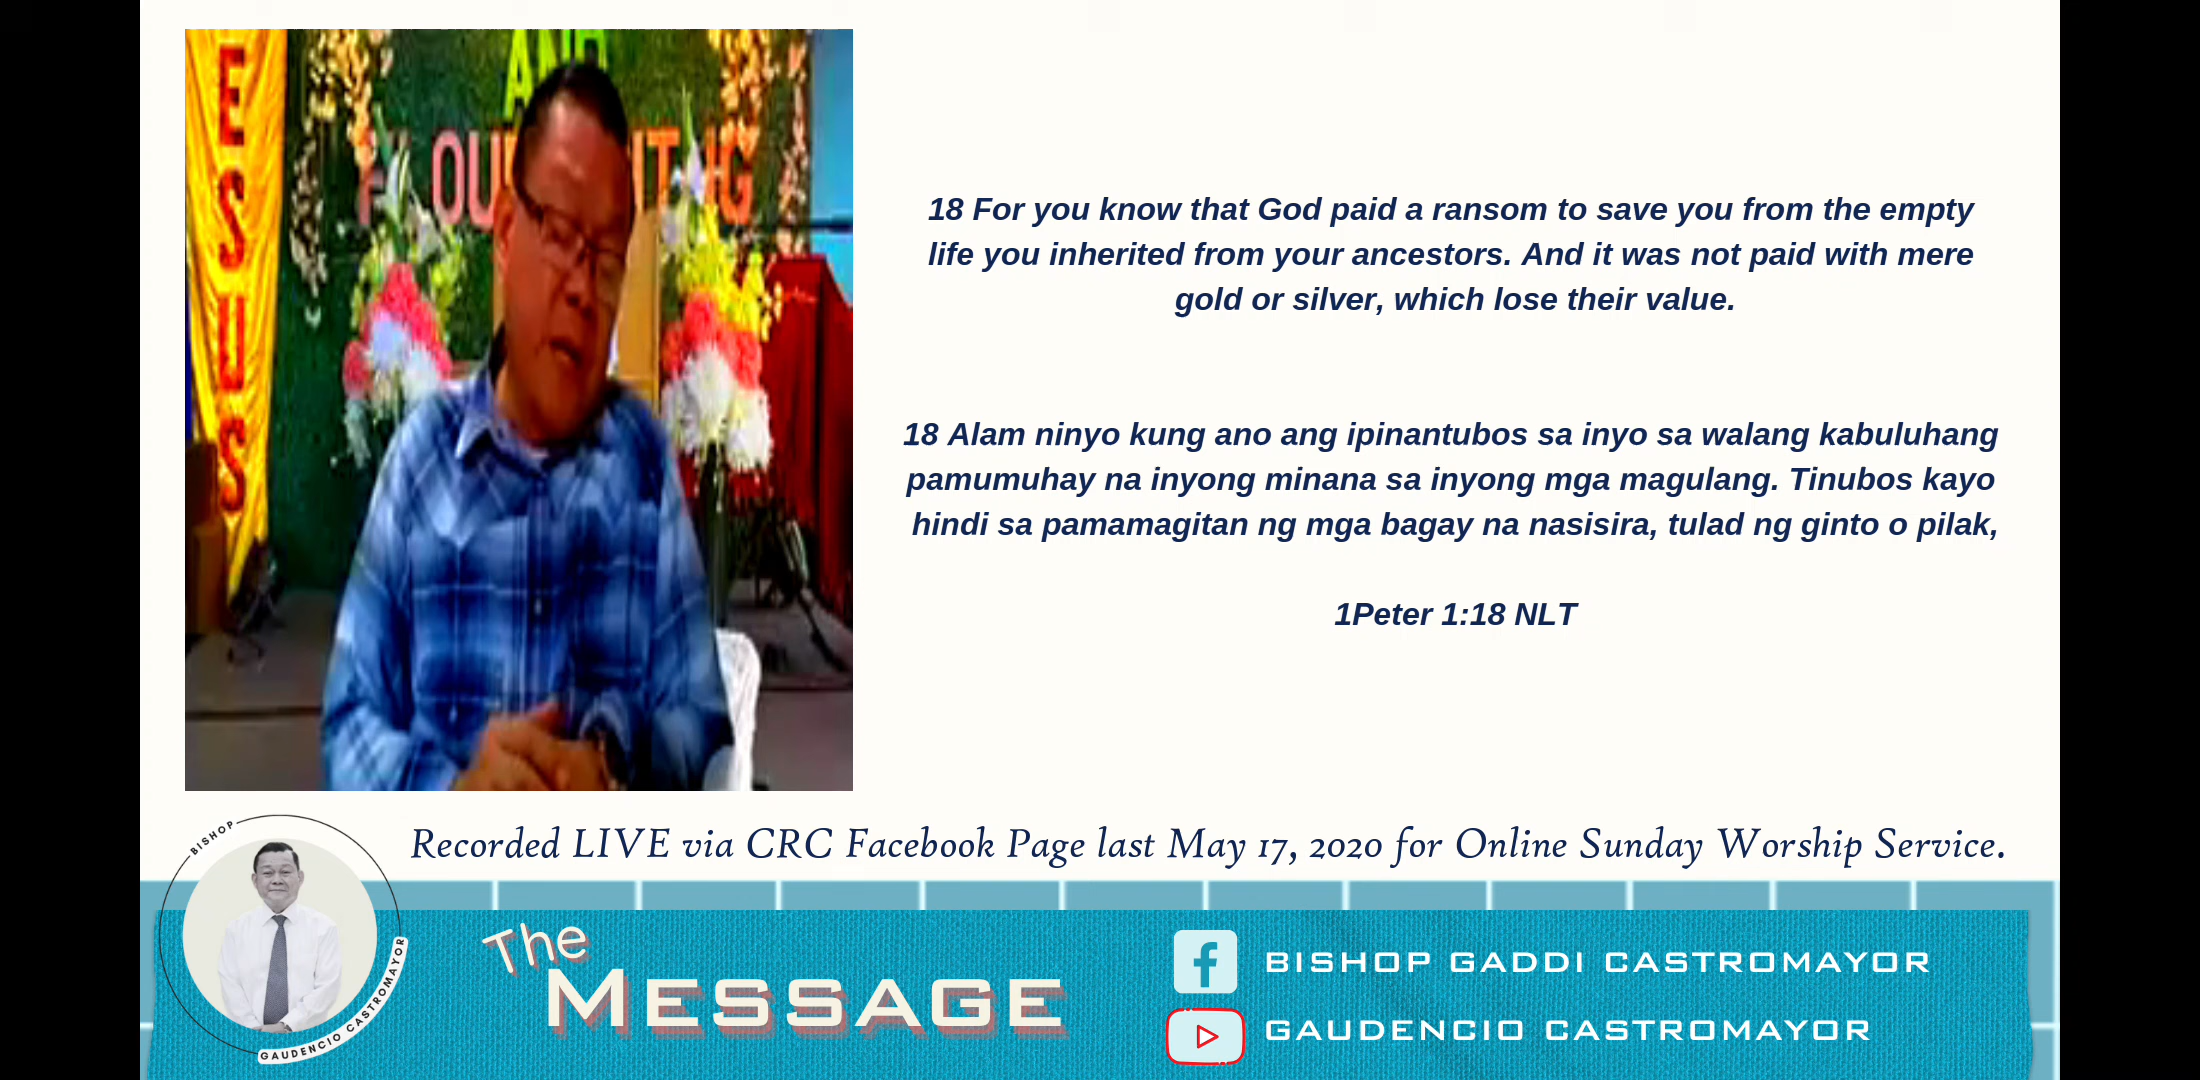 JESUS
AND
OUR
18 For you know that God paid a ransom to save you from the empty
life you inherited from your ancestors. And it was not paid with mere
gold or silver, which lose their value.
18 Alam ninyo kung ano ang ipinantubos sa inyo sa walang kabuluhang
pamumuhay na inyong minana sa inyong mga magulang. Tinubos kayo
hindi sa pamamagitan ng mga bagay na nasisira, tulad ng ginto o pilak,
1Peter 1:18 NLT
Recorded LIVE via CRC Facebook Page last May 17, 2020 for Online Sunday Worship Service.
BISHOP
GAUDENCIO CASTROMAYOR
The
MESSAGE
BISHOP GADDI CASTROMAYOR
GAUDENCIO CASTROMAYOR